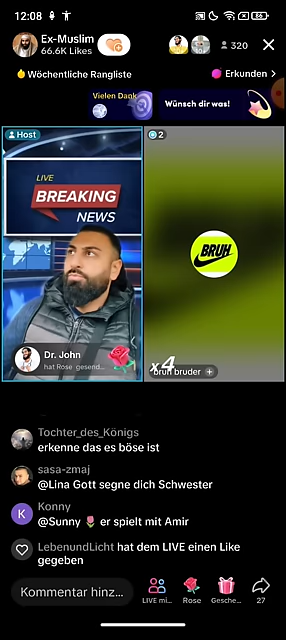 12:08
86
Ex-Muslim
66.6K Likes
320
Wöchentliche Rangliste
Erkunden >
Vielen Dank
Wünsch dir was!
Host
2
LIVE
BREAKING
NEWS
BRUH
Dr. John
hat Rose gesend...
x4
bruh bruder +
Tochter_des_Königs
erkenne das es böse ist
sasa-zmaj
@Lina Gott segne dich Schwester
K
Konny
@Sunny 🌷 er spielt mit Amir
LebenundLicht hat dem LIVE einen Like
gegeben
Kommentar hinz...
LIVE mi...
Rose
Gesche...
27